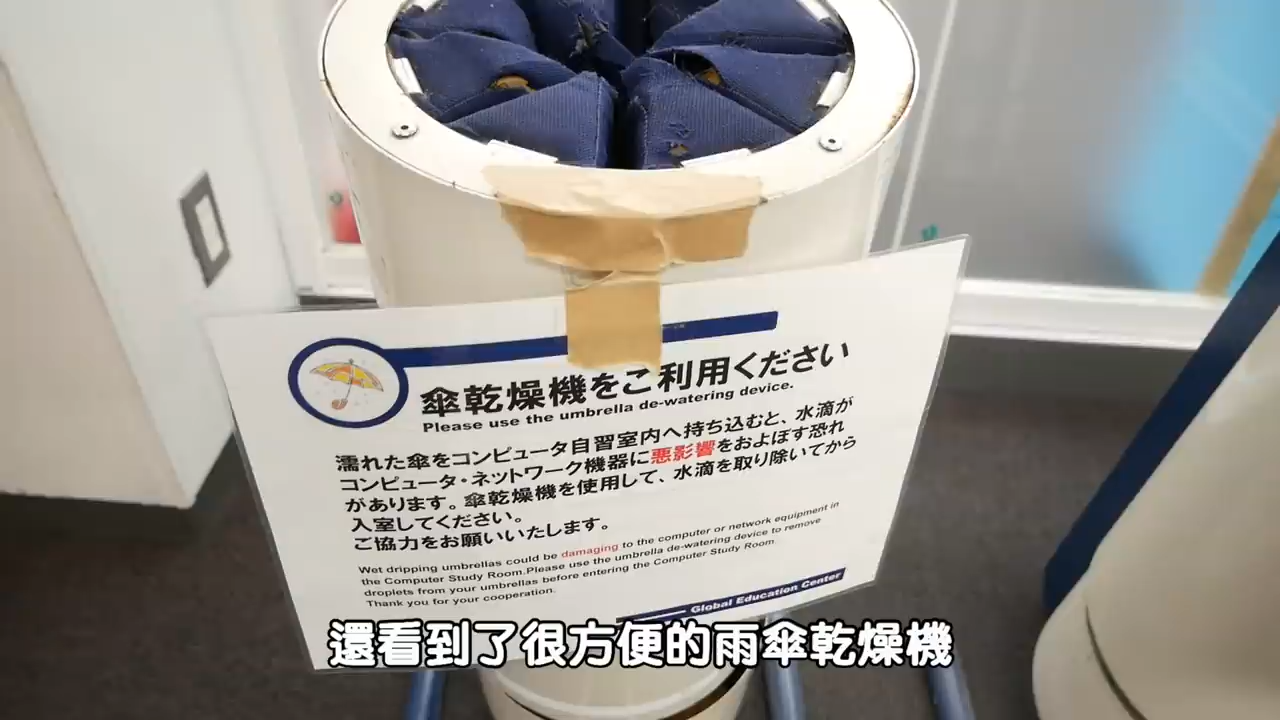 傘乾燥機をご利用ください
Please use the umbrella de-watering device.
濡れた傘をコンピュータ自習室内へ持ち込むと、水滴が
コンピュータ・ネットワーク機器に悪影響をおよぼす恐れ
があります。傘乾燥機を使用して、水滴を取り除いてから
入室してください。
ご協力をお願いいたします。
Wet dripping umbrellas could be damaging to the computer or network equipment in
the Computer Study Room.Please use the umbrella de-watering device to remove
droplets from your umbrellas before entering the Computer Study Room.
Thank you for your cooperation.
Global Education Center
還看到了很方便的雨傘乾燥機